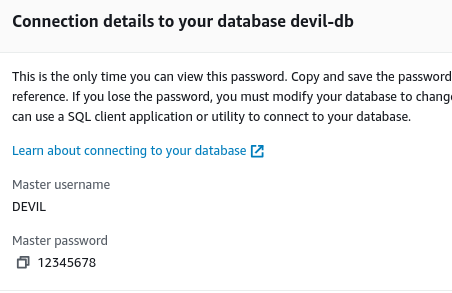 Connection details to your database devil-db
This is the only time you can view this password. Copy and save the password
reference. If you lose the password, you must modify your database to change
can use a SQL client application or utility to connect to your database.
Learn about connecting to your database
Master username
DEVIL
Master password
12345678